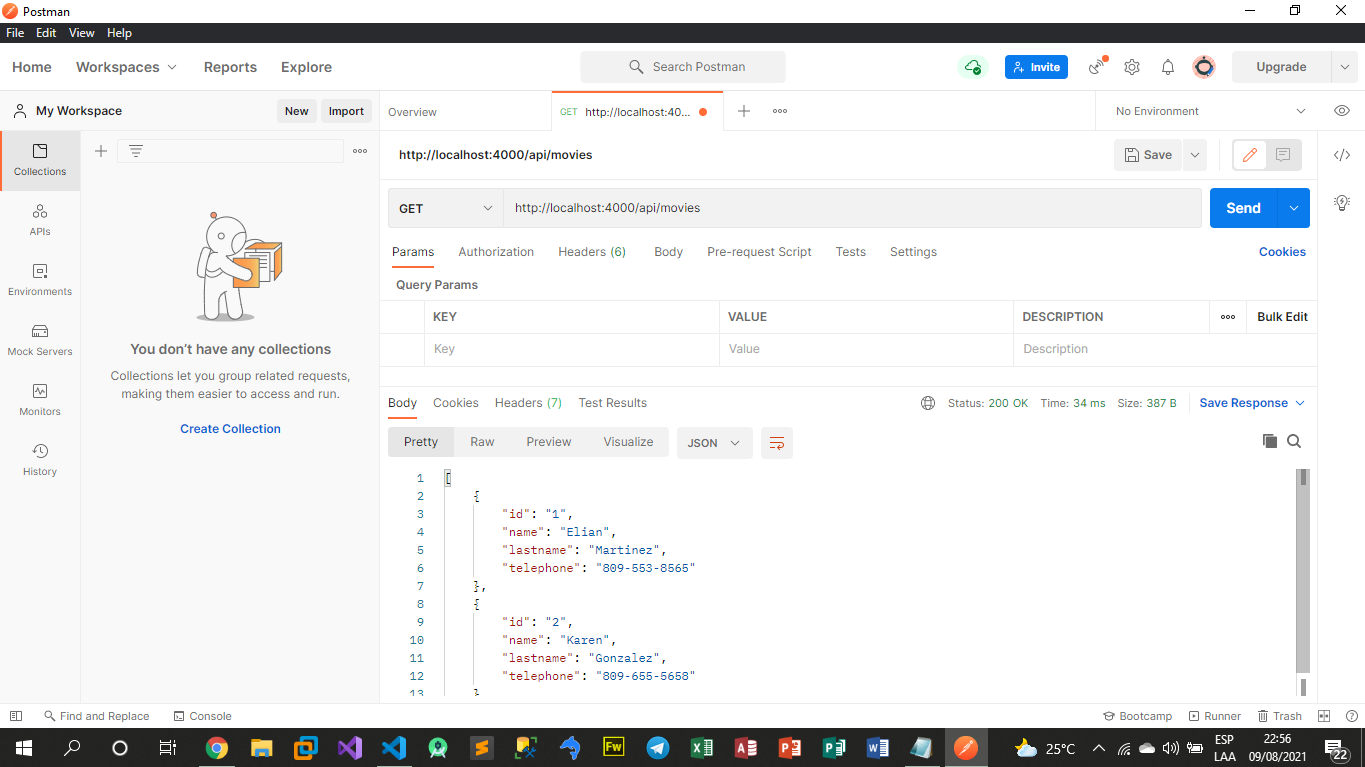 Postman
File Edit View Help
Home Workspaces Reports Explore Search Postman Invite Upgrade
My Workspace New Import Overview GET http://localhost:40... No Environment
Collections
APIs
Environments
Mock Servers
Monitors
History
You don't have any collections
Collections let you group related requests,
making them easier to access and run.
Create Collection
http://localhost:4000/api/movies Save
GET http://localhost:4000/api/movies Send
Params Authorization Headers (6) Body Pre-request Script Tests Settings Cookies
Query Params
KEY VALUE DESCRIPTION Bulk Edit
Key Value Description
Body Cookies Headers (7) Test Results Status: 200 OK Time: 34 ms Size: 387 B Save Response
Pretty Raw Preview Visualize JSON
1 [
2 {
3 "id": "1",
4 "name": "Elian",
5 "lastname": "Martinez",
6 "telephone": "809-553-8565"
7 },
8 {
9 "id": "2",
10 "name": "Karen",
11 "lastname": "Gonzalez",
12 "telephone": "809-655-5658"
13 }
Find and Replace Console Bootcamp Runner Trash
Fw 25°C ESP 22:56
LAA 09/08/2021 22